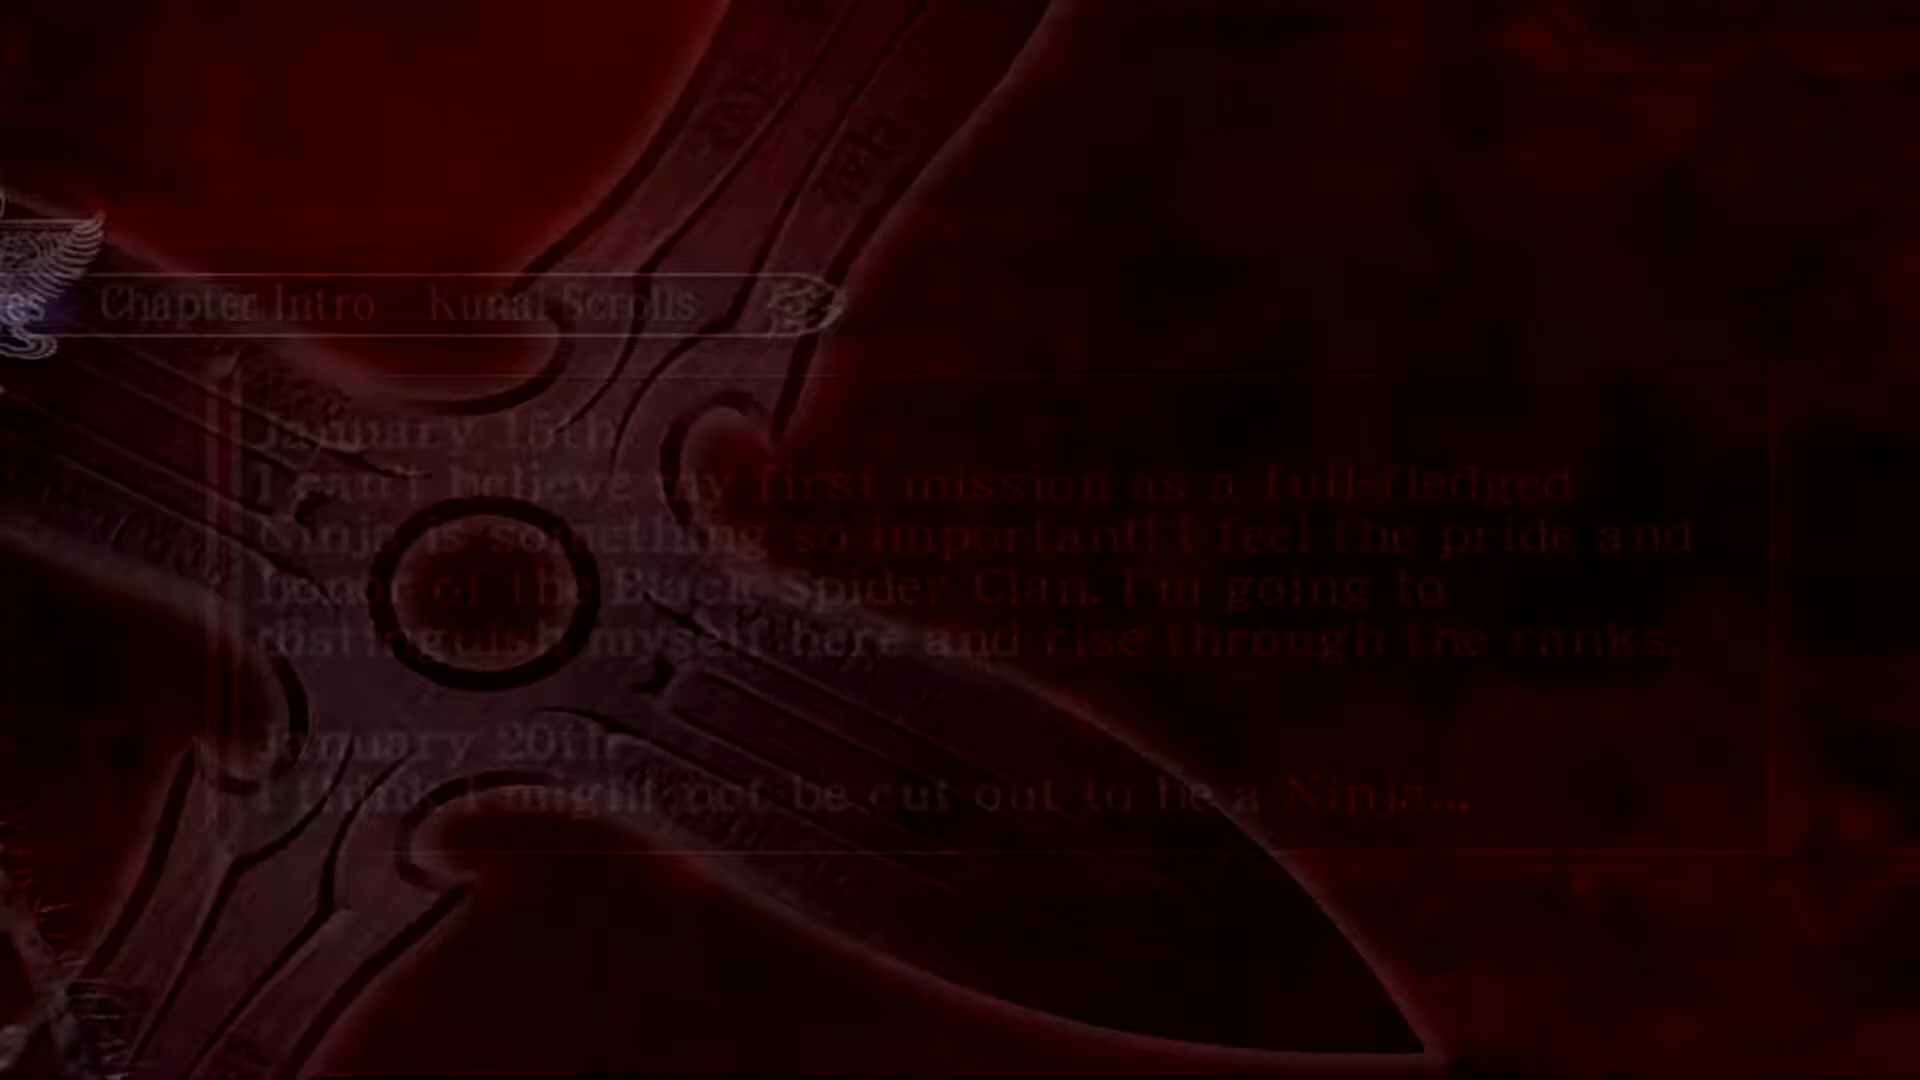 es Chapter Intro Kunai Scrolls
January 15th
I can't believe my first mission as a full-fledged
Ninja is something so important! I feel the pride and
honor of the Black Spider Clan. I'm going to
distinguish myself here and rise through the ranks.
January 20th
I think I might not be cut out to be a Ninja...